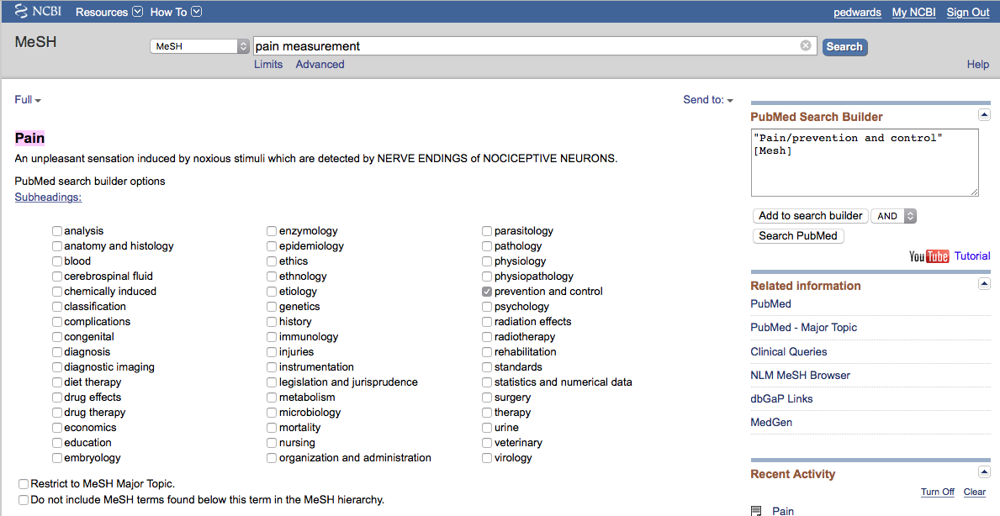 NCBI Resources How To pedwards My NCBI Sign Out
MeSH MeSH pain measurement Search
Limits Advanced Help
Full Send to:
Pain
An unpleasant sensation induced by noxious stimuli which are detected by NERVE ENDINGS of NOCICEPTIVE NEURONS.
PubMed search builder options
Subheadings:
analysis enzymology parasitology
anatomy and histology epidemiology pathology
blood ethics physiology
cerebrospinal fluid ethnology physiopathology
chemically induced etiology prevention and control
classification genetics psychology
complications history radiation effects
congenital immunology radiotherapy
diagnosis injuries rehabilitation
diagnostic imaging instrumentation standards
diet therapy legislation and jurisprudence statistics and numerical data
drug effects metabolism surgery
drug therapy microbiology therapy
economics mortality urine
education nursing veterinary
embryology organization and administration virology
Restrict to MeSH Major Topic.
Do not include MeSH terms found below this term in the MeSH hierarchy.
PubMed Search Builder
"Pain/prevention and control"
[Mesh]
Add to search builder AND
Search PubMed
YouTube Tutorial
Related information
PubMed
PubMed - Major Topic
Clinical Queries
NLM MeSH Browser
dbGaP Links
MedGen
Recent Activity
Turn Off Clear
Pain